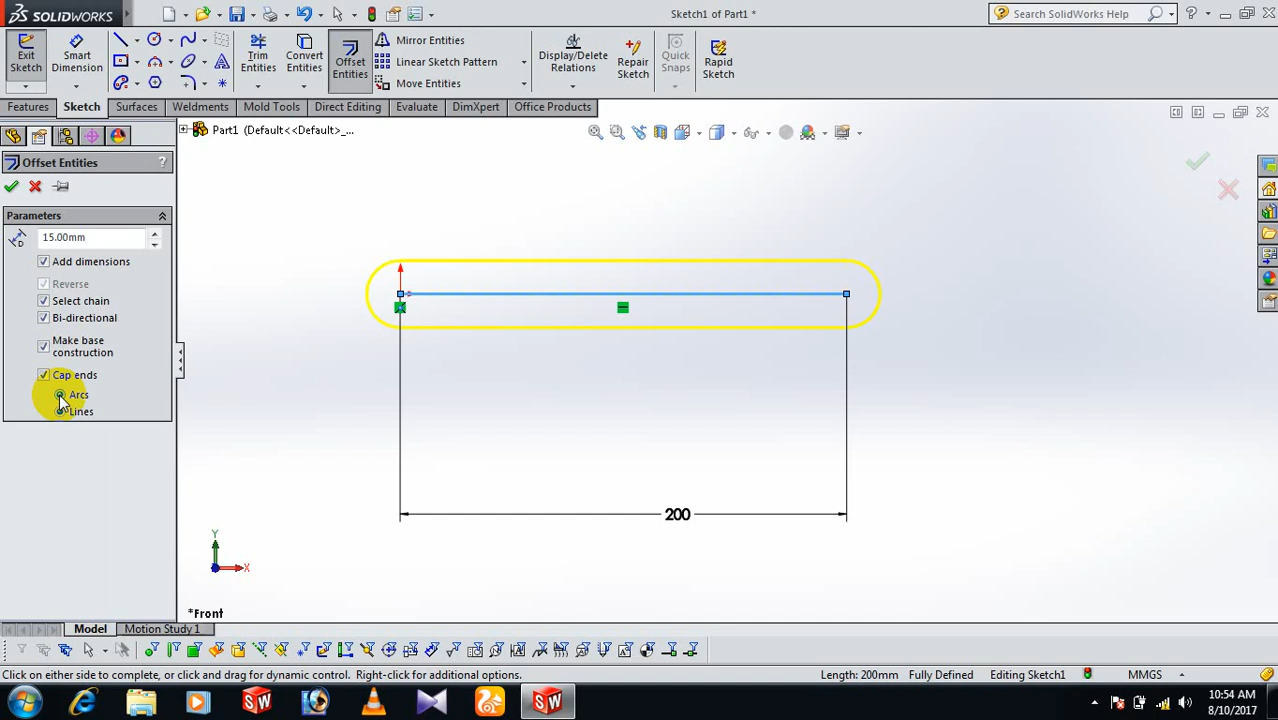 SOLIDWORKS
Sketch1 of Part1 *
Search SolidWorks Help
Exit Sketch
Smart Dimension
Trim Entities
Convert Entities
Offset Entities
Mirror Entities
Linear Sketch Pattern
Move Entities
Display/Delete Relations
Repair Sketch
Quick Snaps
Rapid Sketch
Features
Sketch
Surfaces
Weldments
Mold Tools
Direct Editing
Evaluate
DimXpert
Office Products
Part1 (Default<<Default>_...
Offset Entities
?
Parameters
15.00mm
Add dimensions
Reverse
Select chain
Bi-directional
Make base
construction
Cap ends
Arcs
Lines
200
Y
X
*Front
Model
Motion Study 1
Click on either side to complete, or click and drag for dynamic control. Right-click for additional options.
Length: 200mm
Fully Defined
Editing Sketch1
MMGS
10:54 AM
8/10/2017